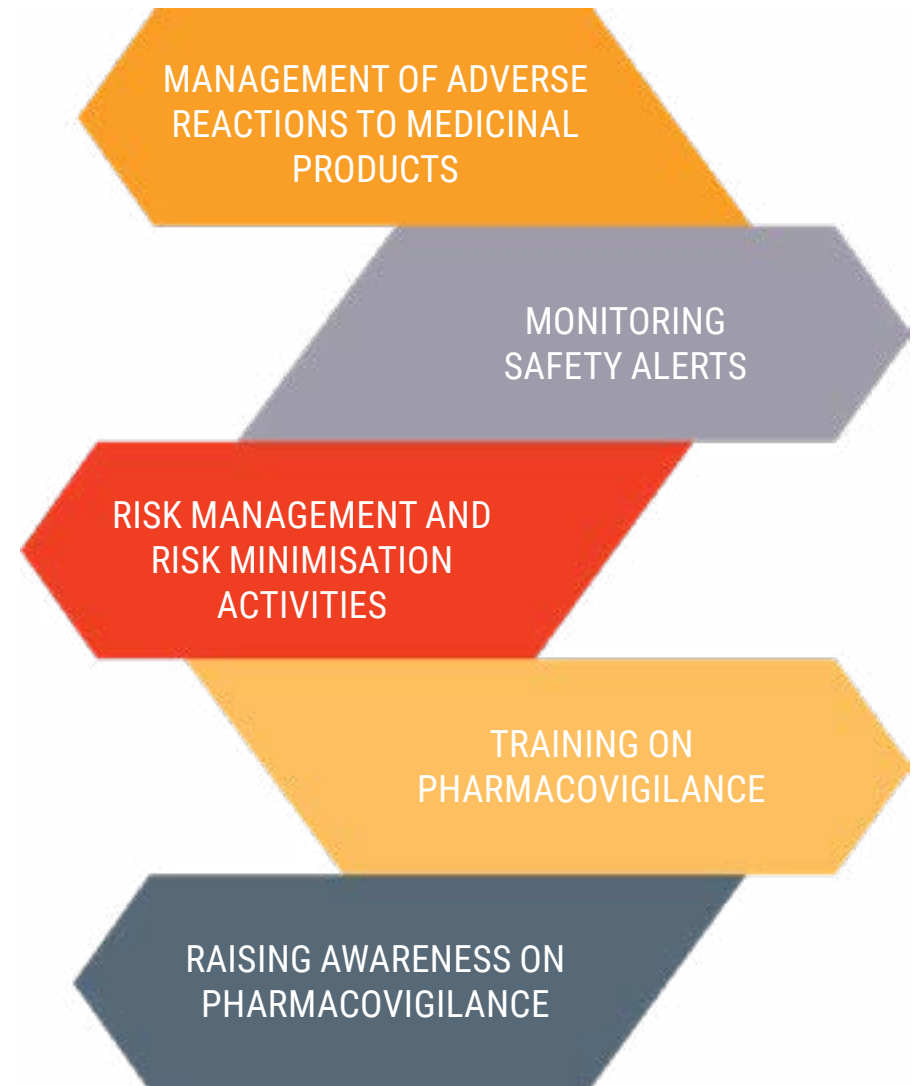 MANAGEMENT OF ADVERSE
REACTIONS TO MEDICINAL
PRODUCTS
MONITORING
SAFETY ALERTS
RISK MANAGEMENT AND
RISK MINIMISATION
ACTIVITIES
TRAINING ON
PHARMACOVIGILANCE
RAISING AWARENESS ON
PHARMACOVIGILANCE